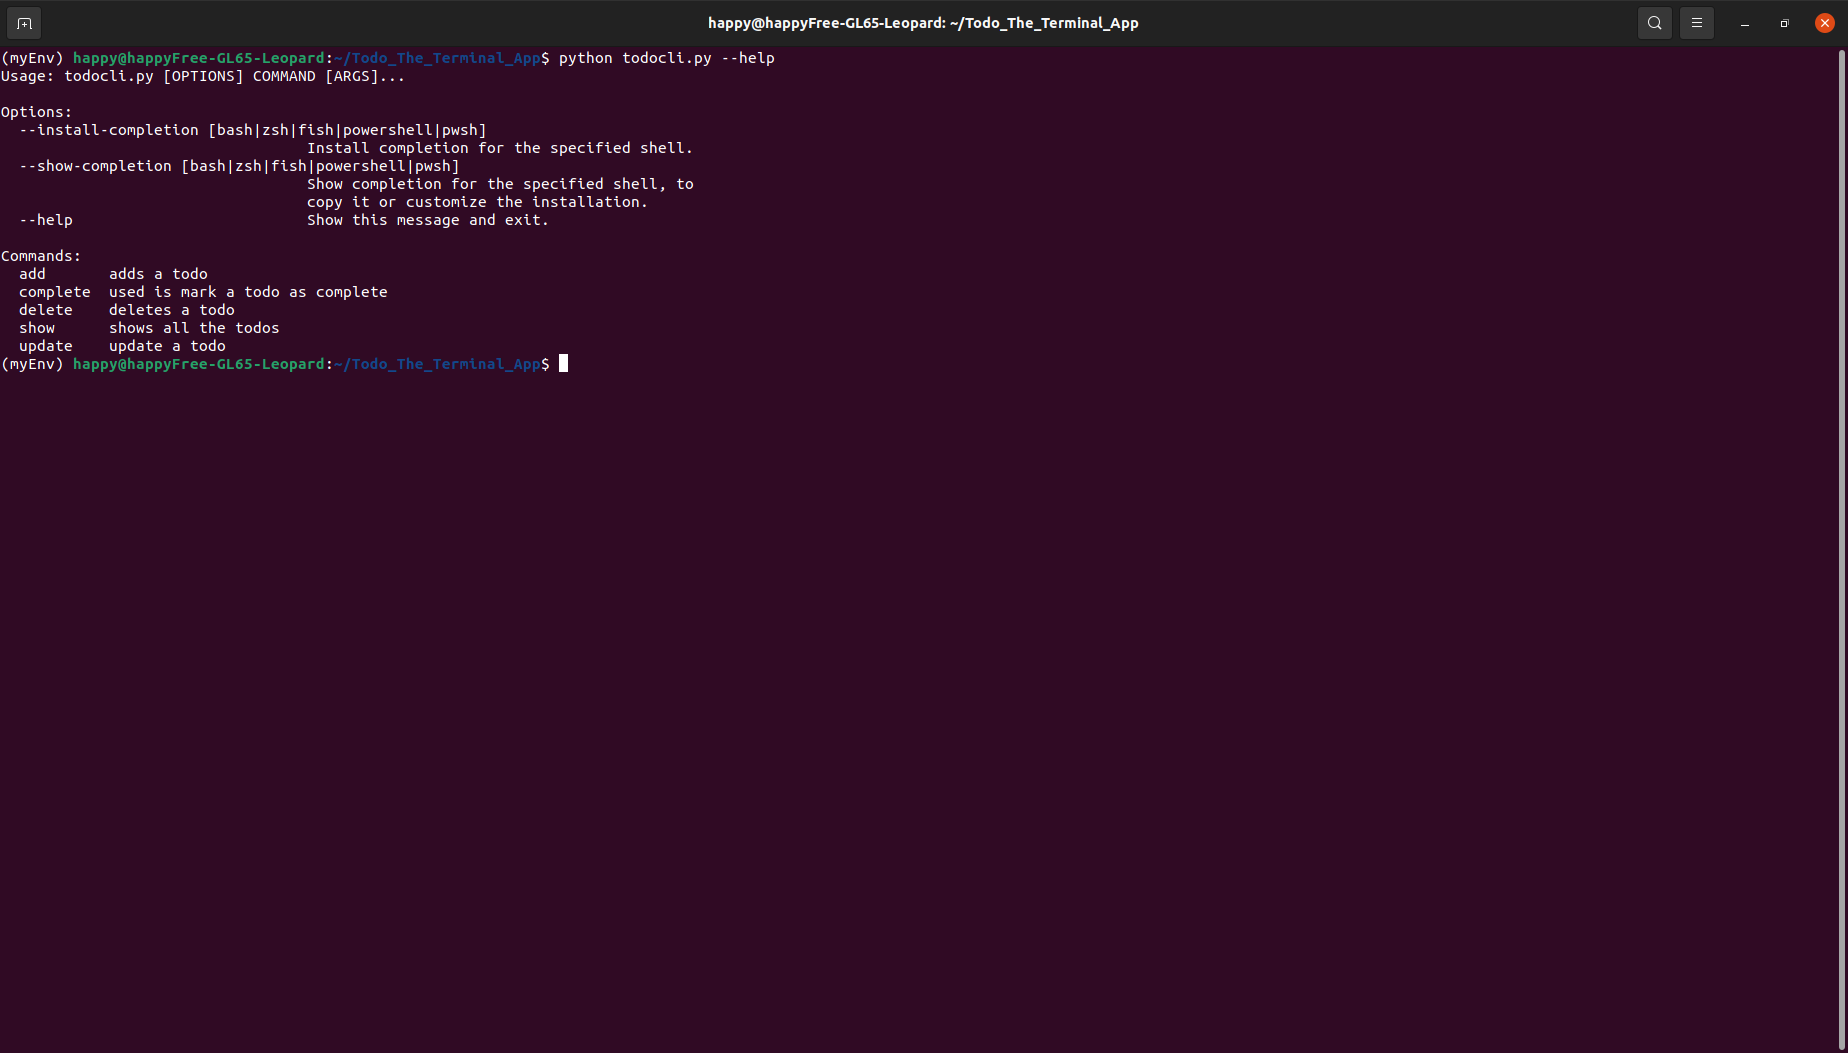 happy@happyFree-GL65-Leopard: ~/Todo_The_Terminal_App
(myEnv) happy@happyFree-GL65-Leopard:~/Todo_The_Terminal_App$ python todocli.py --help
Usage: todocli.py [OPTIONS] COMMAND [ARGS]...
Options:
  --install-completion [bash|zsh|fish|powershell|pwsh]
                                  Install completion for the specified shell.
  --show-completion [bash|zsh|fish|powershell|pwsh]
                                  Show completion for the specified shell, to
                                  copy it or customize the installation.
  --help                          Show this message and exit.
Commands:
  add       adds a todo
  complete  used is mark a todo as complete
  delete    deletes a todo
  show      shows all the todos
  update    update a todo
(myEnv) happy@happyFree-GL65-Leopard:~/Todo_The_Terminal_App$